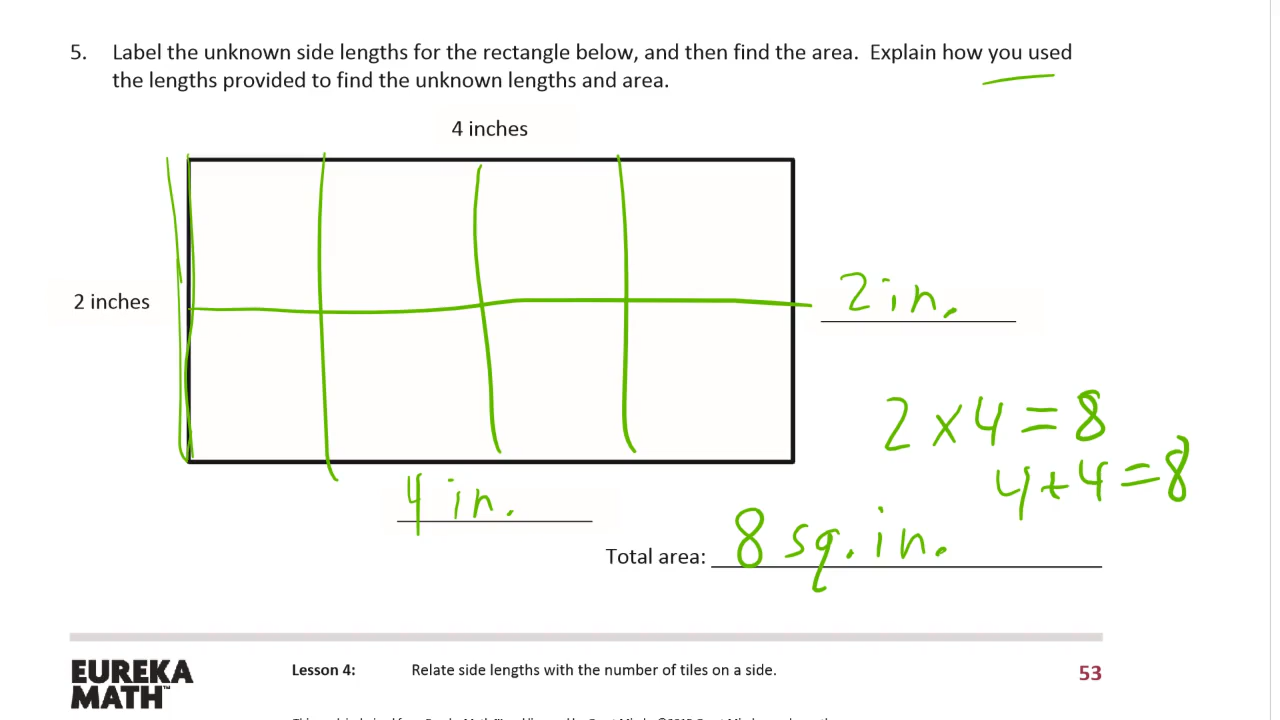 5. Label the unknown side lengths for the rectangle below, and then find the area. Explain how you used
the lengths provided to find the unknown lengths and area.
4 inches
2 inches
2 in.
2 x 4 = 8
4 + 4 = 8
4 in.
Total area: 8 sq. in.
EUREKA
MATH™
Lesson 4: Relate side lengths with the number of tiles on a side.
53